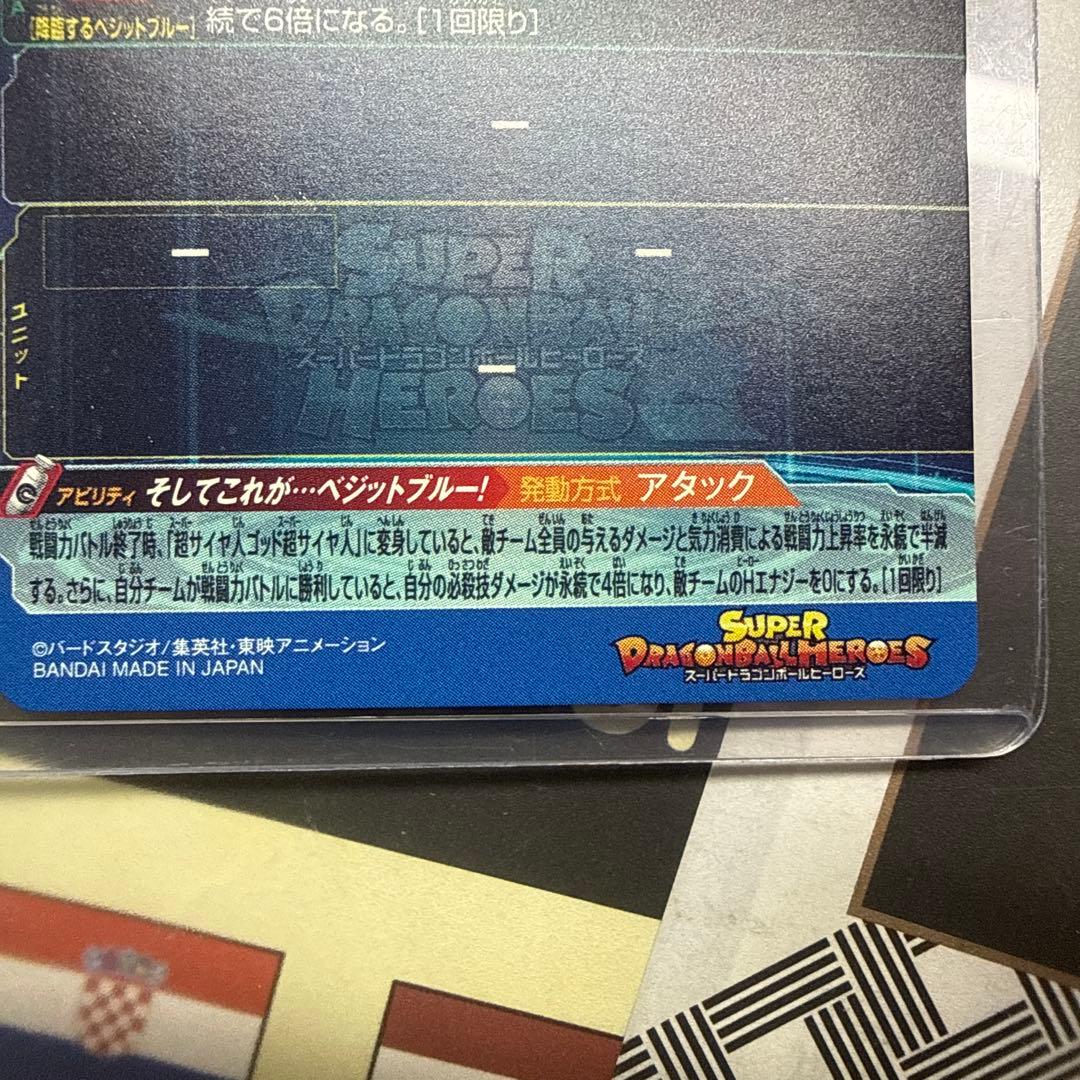 [降臨するベジットブルー] 続で6倍になる。[1回限り]
ー
ー ー
SUPER
DRAGONBALL
スーパードラゴンボールヒーローズ
ー
HEROES
ユニット
アビリティ そしてこれが…ベジットブルー! 発動方式 アタック
戦闘力バトル終了時、「超サイヤ人ゴッド超サイヤ人」に変身していると、敵チーム全員の与えるダメージと気力消費による戦闘力上昇率を永続で半減
する。さらに、自分チームが戦闘力バトルに勝利していると、自分の必殺技ダメージが永続で4倍になり、敵チームのHエナジーを0にする。[1回限り]
©バードスタジオ/集英社・東映アニメーション
BANDAI MADE IN JAPAN
SUPER
DRAGONBALL HEROES
スーパードラゴンボールヒーローズ